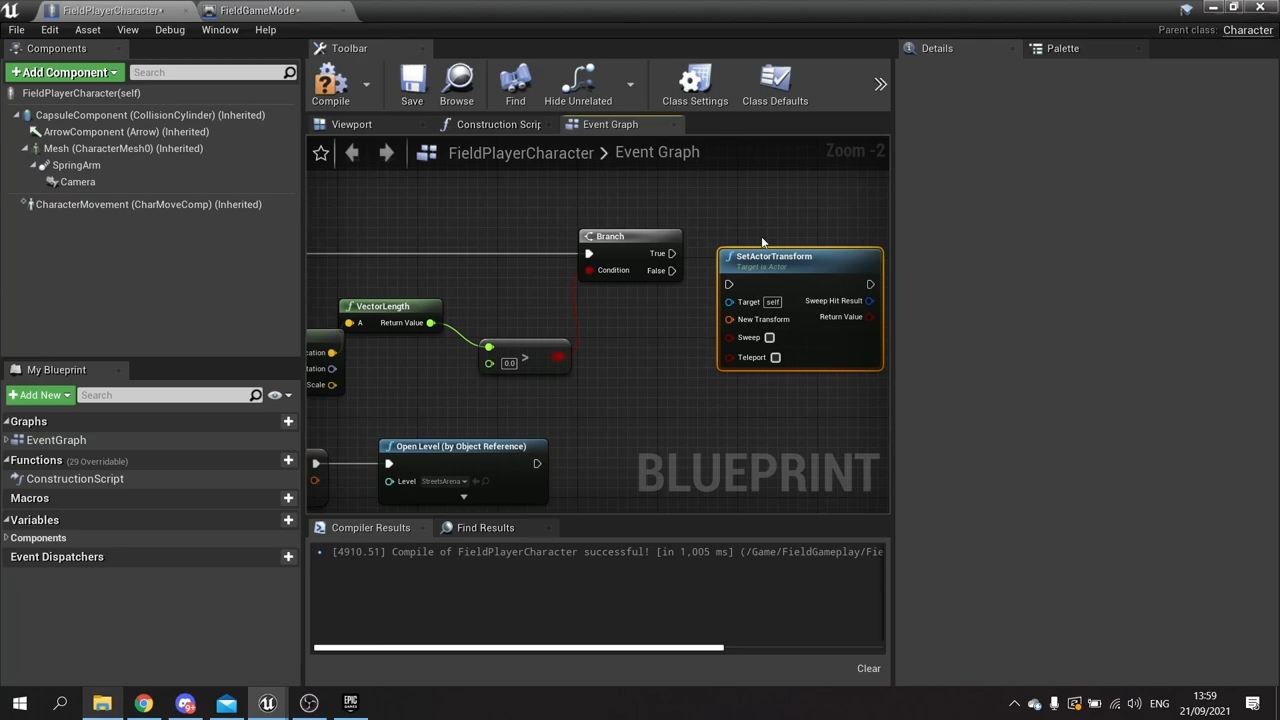 FieldPlayerCharacter*
FieldGameMode*
File Edit Asset View Debug Window Help
Parent class: Character
Components
Toolbar
Details
Palette
Add Component
Search
Compile
Save
Browse
Find
Hide Unrelated
Class Settings
Class Defaults
FieldPlayerCharacter(self)
CapsuleComponent (CollisionCylinder) (Inherited)
ArrowComponent (Arrow) (Inherited)
Mesh (CharacterMesh0) (Inherited)
SpringArm
Camera
CharacterMovement (CharMoveComp) (Inherited)
Viewport
Construction Scrip
Event Graph
FieldPlayerCharacter > Event Graph
Zoom -2
Branch
True
Condition
False
SetActorTransform
Target is Actor
Target self
Sweep Hit Result
New Transform
Return Value
Sweep
Teleport
VectorLength
A Return Value
0.0 >
ocation
otation
Scale
Open Level (by Object Reference)
Level StreetsArena
BLUEPRINT
My Blueprint
Add New
Search
Graphs
EventGraph
Functions (29 Overridable)
ConstructionScript
Macros
Variables
Components
Event Dispatchers
Compiler Results
Find Results
[4910.51] Compile of FieldPlayerCharacter successful! [in 1,005 ms] (/Game/FieldGameplay/Fie
Clear
EPIC GAMES
ENG
13:59
21/09/2021